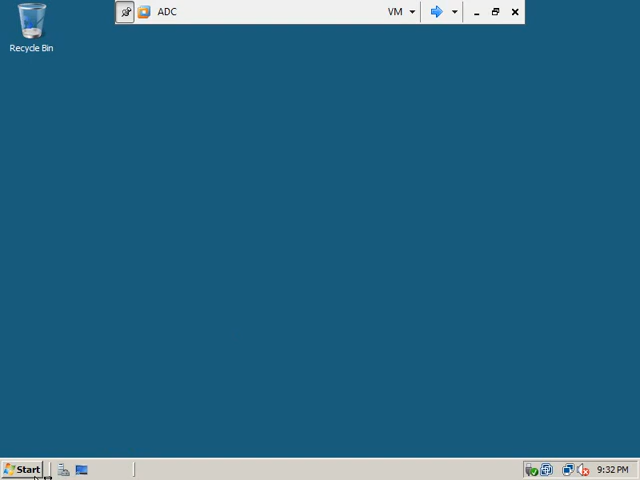 ADC
VM
Recycle Bin
Start
9:32 PM